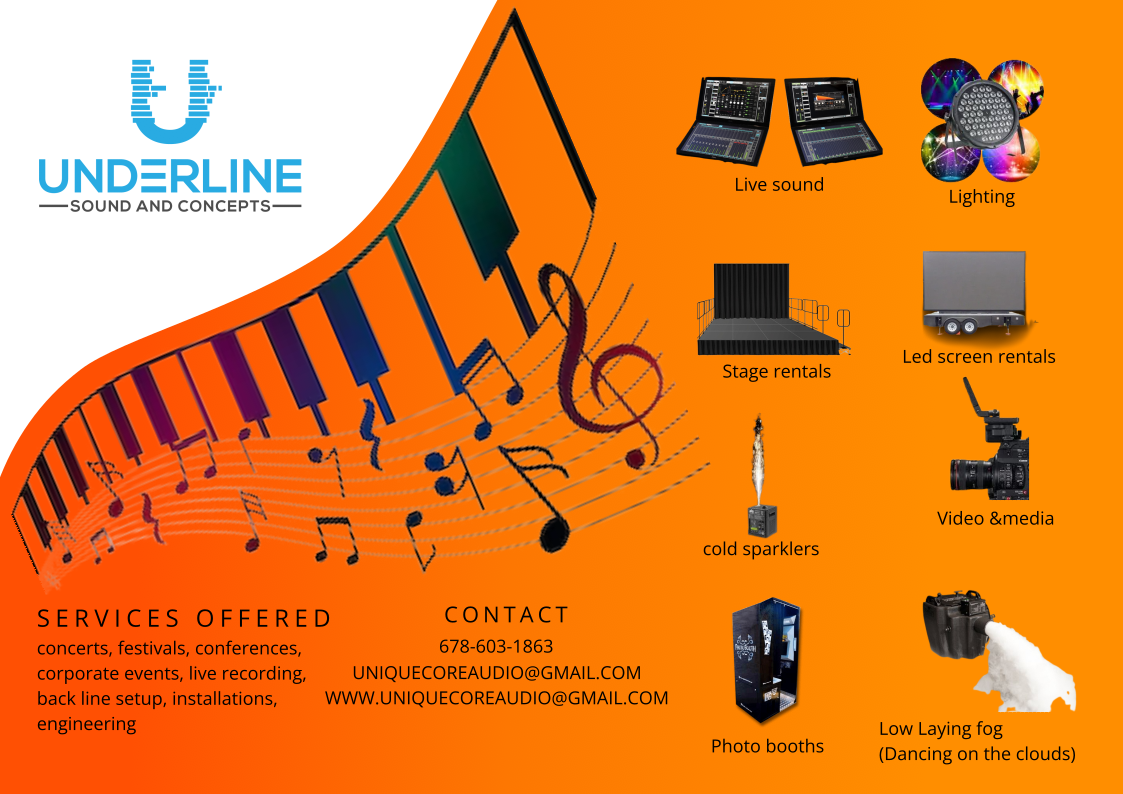 UNDERLINE
SOUND AND CONCEPTS
Live sound
Lighting
Stage rentals
Led screen rentals
cold sparklers
Video &media
Photo booths
Low Laying fog
(Dancing on the clouds)
SERVICES OFFERED
concerts, festivals, conferences,
corporate events, live recording,
back line setup, installations,
engineering
CONTACT
678-603-1863
UNIQUECOREAUDIO@GMAIL.COM
WWW.UNIQUECOREAUDIO@GMAIL.COM